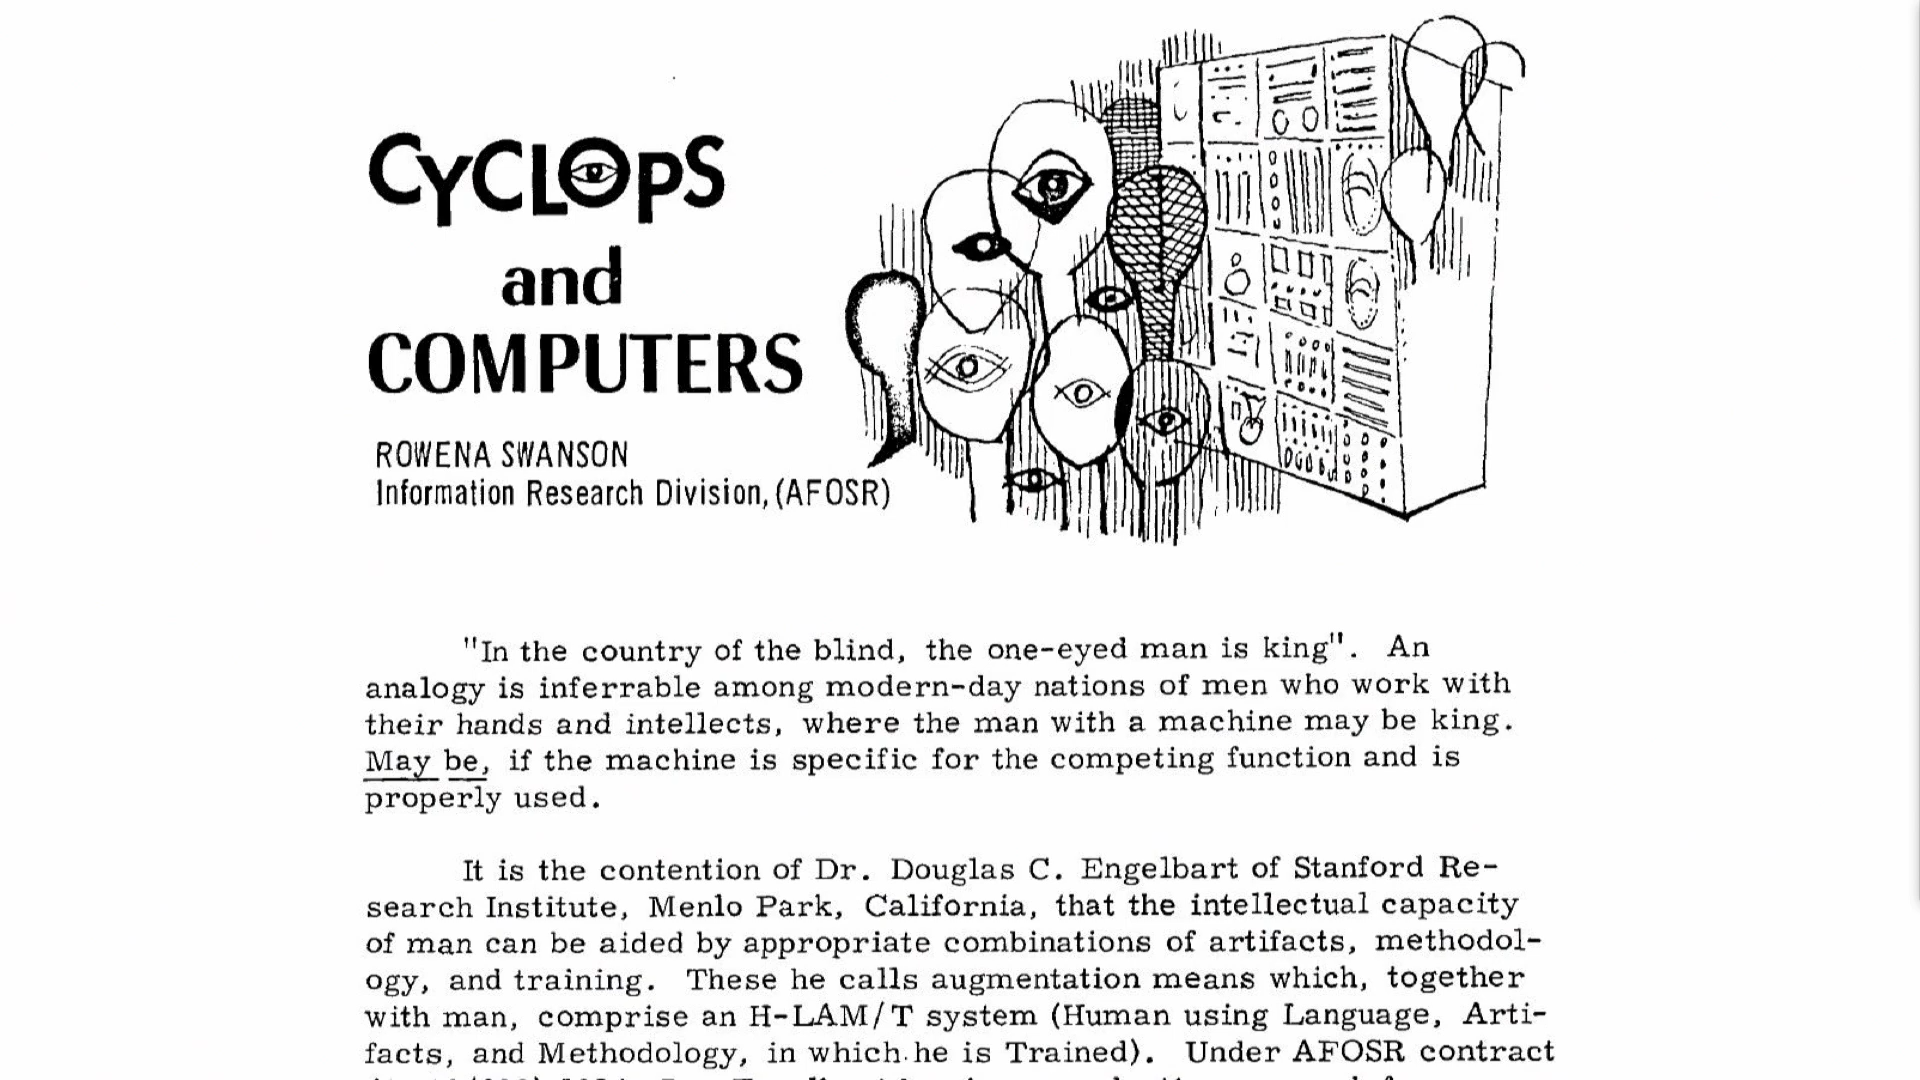 CYCLOPS
and
COMPUTERS
ROWENA SWANSON
Information Research Division, (AFOSR)
"In the country of the blind, the one-eyed man is king". An
analogy is inferrable among modern-day nations of men who work with
their hands and intellects, where the man with a machine may be king.
May be, if the machine is specific for the competing function and is
properly used.
It is the contention of Dr. Douglas C. Engelbart of Stanford Re-
search Institute, Menlo Park, California, that the intellectual capacity
of man can be aided by appropriate combinations of artifacts, methodol-
ogy, and training. These he calls augmentation means which, together
with man, comprise an H-LAM/T system (Human using Language, Arti-
facts, and Methodology, in which he is Trained). Under AFOSR contract